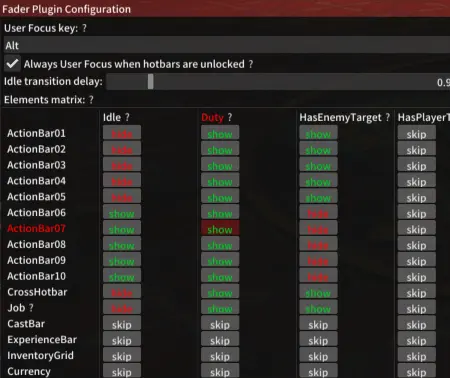 Fader Plugin Configuration
User Focus key: ?
Alt
Always User Focus when hotbars are unlocked ?
Idle transition delay: ? 0.9
Elements matrix: ?
Idle ? Duty ? HasEnemyTarget ? HasPlayerT
ActionBar01 hide show show skip
ActionBar02 hide show show skip
ActionBar03 hide show show skip
ActionBar04 hide show show skip
ActionBar05 hide show show skip
ActionBar06 show show hide skip
ActionBar07 show show hide skip
ActionBar08 show show hide skip
ActionBar09 show show hide skip
ActionBar10 show show hide skip
CrossHotbar hide show show skip
Job ? hide show show skip
CastBar skip skip skip skip
ExperienceBar skip skip skip skip
InventoryGrid skip skip skip skip
Currency skip skip skip skip